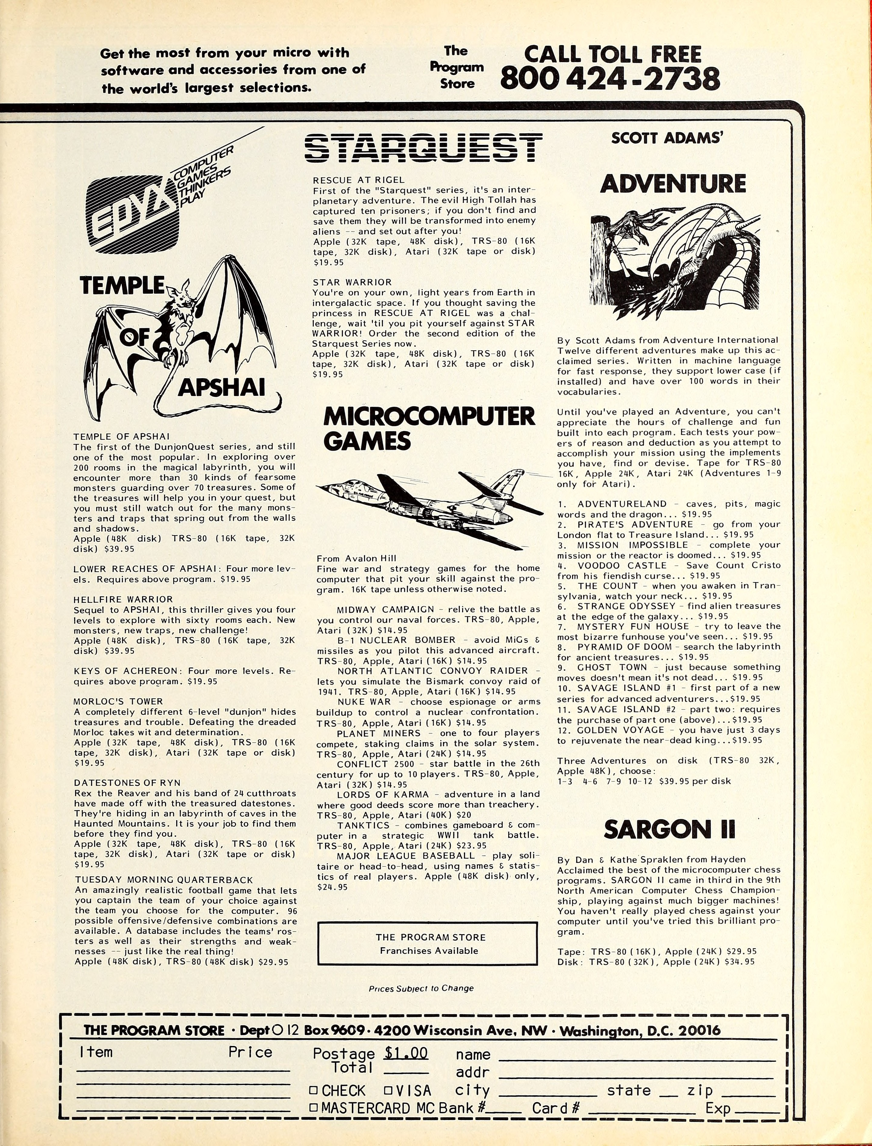 Get the most from your micro with
software and accessories from one of
the world's largest selections.
The
Program
Store
CALL TOLL FREE
800 424-2738
EPYX
COMPUTER
GAMES
THINKERS
PLAY
TEMPLE
OF
APSHAI
TEMPLE OF APSHAI
The first of the DunjonQuest series, and still
one of the most popular. In exploring over
200 rooms in the magical labyrinth, you will
encounter more than 30 kinds of fearsome
monsters guarding over 70 treasures. Some of
the treasures will help you in your quest, but
you must still watch out for the many mons-
ters and traps that spring out from the walls
and shadows.
Apple (48K disk) TRS-80 (16K tape, 32K
disk) $39.95
LOWER REACHES OF APSHAI: Four more lev-
els. Requires above program. $19.95
HELLFIRE WARRIOR
Sequel to APSHAI, this thriller gives you four
levels to explore with sixty rooms each. New
monsters, new traps, new challenge!
Apple (48K disk), TRS-80 (16K tape, 32K
disk) $39.95
KEYS OF ACHEREON: Four more levels. Re-
quires above program. $19.95
MORLOC'S TOWER
A completely different 6-level "dunjon" hides
treasures and trouble. Defeating the dreaded
Morloc takes wit and determination.
Apple (32K tape, 48K disk), TRS-80 (16K
tape, 32K disk), Atari (32K tape or disk)
$19.95
DATESTONES OF RYN
Rex the Reaver and his band of 24 cutthroats
have made off with the treasured datestones.
They're hiding in an labyrinth of caves in the
Haunted Mountains. It is your job to find them
before they find you.
Apple (32K tape, 48K disk), TRS-80 (16K
tape, 32K disk), Atari (32K tape or disk)
$19.95
TUESDAY MORNING QUARTERBACK
An amazingly realistic football game that lets
you captain the team of your choice against
the team you choose for the computer. 96
possible offensive/defensive combinations are
available. A database includes the teams' ros-
ters as well as their strengths and weak-
nesses -- just like the real thing!
Apple (48K disk), TRS-80 (48K disk) $29.95
STARQUEST
RESCUE AT RIGEL
First of the "Starquest" series, it's an inter-
planetary adventure. The evil High Tollah has
captured ten prisoners; if you don't find and
save them they will be transformed into enemy
aliens -- and set out after you!
Apple (32K tape, 48K disk), TRS-80 (16K
tape, 32K disk), Atari (32K tape or disk)
$19.95
STAR WARRIOR
You're on your own, light years from Earth in
intergalactic space. If you thought saving the
princess in RESCUE AT RIGEL was a chal-
lenge, wait 'til you pit yourself against STAR
WARRIOR! Order the second edition of the
Starquest Series now.
Apple (32K tape, 48K disk), TRS-80 (16K
tape, 32K disk), Atari (32K tape or disk)
$19.95
MICROCOMPUTER
GAMES
From Avalon Hill
Fine war and strategy games for the home
computer that pit your skill against the pro-
gram. 16K tape unless otherwise noted.
MIDWAY CAMPAIGN - relive the battle as
you control our naval forces. TRS-80, Apple,
Atari (32K) $14.95
B-1 NUCLEAR BOMBER - avoid MiGs &
missiles as you pilot this advanced aircraft.
TRS-80, Apple, Atari (16K) $14.95
NORTH ATLANTIC CONVOY RAIDER -
lets you simulate the Bismark convoy raid of
1941. TRS-80, Apple, Atari (16K) $14.95
NUKE WAR - choose espionage or arms
buildup to control a nuclear confrontation.
TRS-80, Apple, Atari (16K) $14.95
PLANET MINERS - one to four players
compete, staking claims in the solar system.
TRS-80, Apple, Atari (24K) $14.95
CONFLICT 2500 - star battle in the 26th
century for up to 10 players. TRS-80, Apple,
Atari (32K) $14.95
LORDS OF KARMA - adventure in a land
where good deeds score more than treachery.
TRS-80, Apple, Atari (40K) $20
TANKTICS - combines gameboard & com-
puter in a strategic WWII tank battle.
TRS-80, Apple, Atari (24K) $23.95
MAJOR LEAGUE BASEBALL - play soli-
taire or head-to-head, using names & statis-
tics of real players. Apple (48K disk) only,
$24.95
THE PROGRAM STORE
Franchises Available
Prices Subject to Change
SCOTT ADAMS'
ADVENTURE
By Scott Adams from Adventure International
Twelve different adventures make up this ac-
claimed series. Written in machine language
for fast response, they support lower case (if
installed) and have over 100 words in their
vocabularies.
Until you've played an Adventure, you can't
appreciate the hours of challenge and fun
built into each program. Each tests your pow-
ers of reason and deduction as you attempt to
accomplish your mission using the implements
you have, find or devise. Tape for TRS-80
16K, Apple 24K, Atari 24K (Adventures 1-9
only for Atari).
1. ADVENTURELAND - caves, pits, magic
words and the dragon... $19.95
2. PIRATE'S ADVENTURE - go from your
London flat to Treasure Island... $19.95
3. MISSION IMPOSSIBLE - complete your
mission or the reactor is doomed... $19.95
4. VOODOO CASTLE - Save Count Cristo
from his fiendish curse... $19.95
5. THE COUNT - when you awaken in Tran-
sylvania, watch your neck... $19.95
6. STRANGE ODYSSEY - find alien treasures
at the edge of the galaxy... $19.95
7. MYSTERY FUN HOUSE - try to leave the
most bizarre funhouse you've seen... $19.95
8. PYRAMID OF DOOM - search the labyrinth
for ancient treasures... $19.95
9. GHOST TOWN - just because something
moves doesn't mean it's not dead... $19.95
10. SAVAGE ISLAND #1 - first part of a new
series for advanced adventurers...$19.95
11. SAVAGE ISLAND #2 - part two: requires
the purchase of part one (above)...$19.95
12. GOLDEN VOYAGE - you have just 3 days
to rejuvenate the near-dead king...$19.95
Three Adventures on disk (TRS-80 32K,
Apple 48K), choose:
1-3 4-6 7-9 10-12 $39.95 per disk
SARGON II
By Dan & Kathe Spraklen from Hayden
Acclaimed the best of the microcomputer chess
programs. SARGON II came in third in the 9th
North American Computer Chess Champion-
ship, playing against much bigger machines!
You haven't really played chess against your
computer until you've tried this brilliant pro-
gram.
Tape: TRS-80 (16K), Apple (24K) $29.95
Disk: TRS-80 (32K), Apple (24K) $34.95
THE PROGRAM STORE · Dept O 12 Box 9609 · 4200 Wisconsin Ave, NW · Washington, D.C. 20016
Item Price Postage $1.00 name
Total addr
CHECK VISA city state zip
MASTERCARD MC Bank # Card # Exp